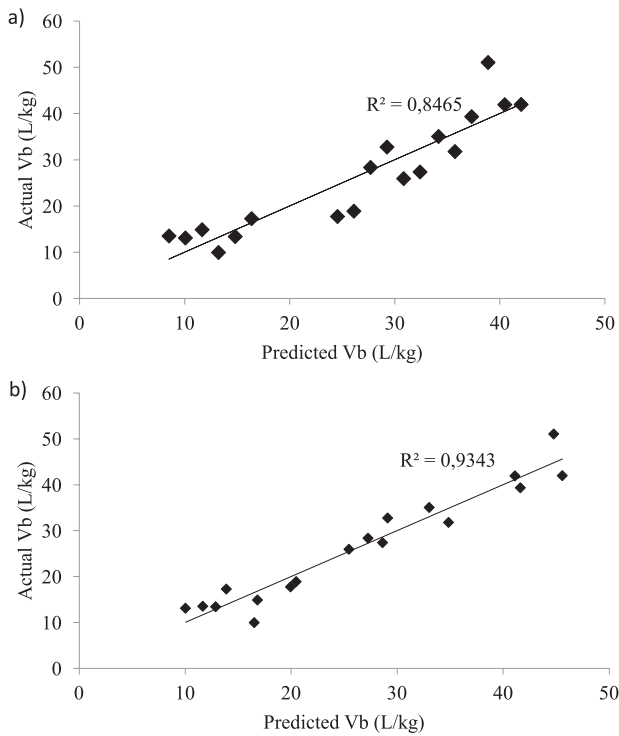 a)
60
50
40
30
20
10
0
Actual Vb (L/kg)
R² = 0,8465
0 10 20 30 40 50
Predicted Vb (L/kg)
b)
60
50
40
30
20
10
0
Actual Vb (L/kg)
R² = 0,9343
0 10 20 30 40 50
Predicted Vb (L/kg)